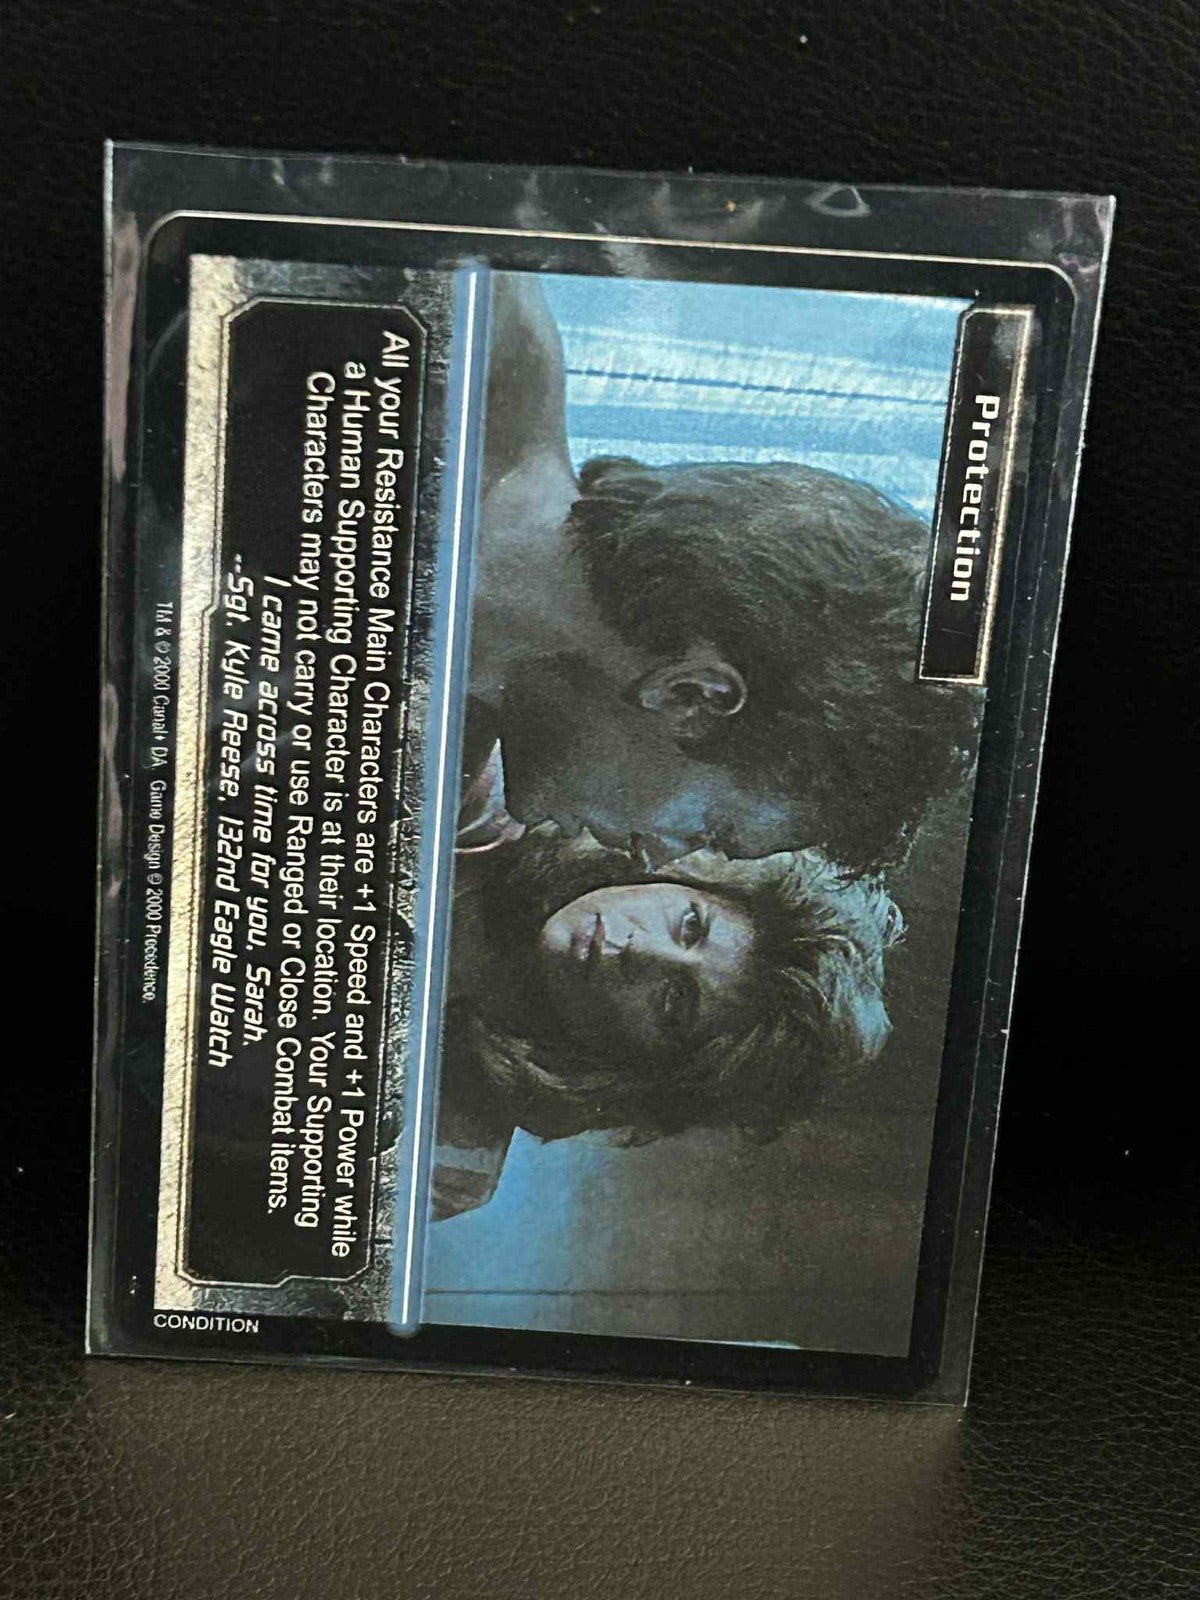 Protection
All your Resistance Main Characters are +1 Speed and +1 Power while
a Human Supporting Character is at their location. Your Supporting
Characters may not carry or use Ranged or Close Combat items.
I came across time for you, Sarah.
--Sgt. Kyle Reese, 132nd Eagle Watch
CONDITION
TM & © 2000 Canal+ DA Game Design © 2000 Precedence.